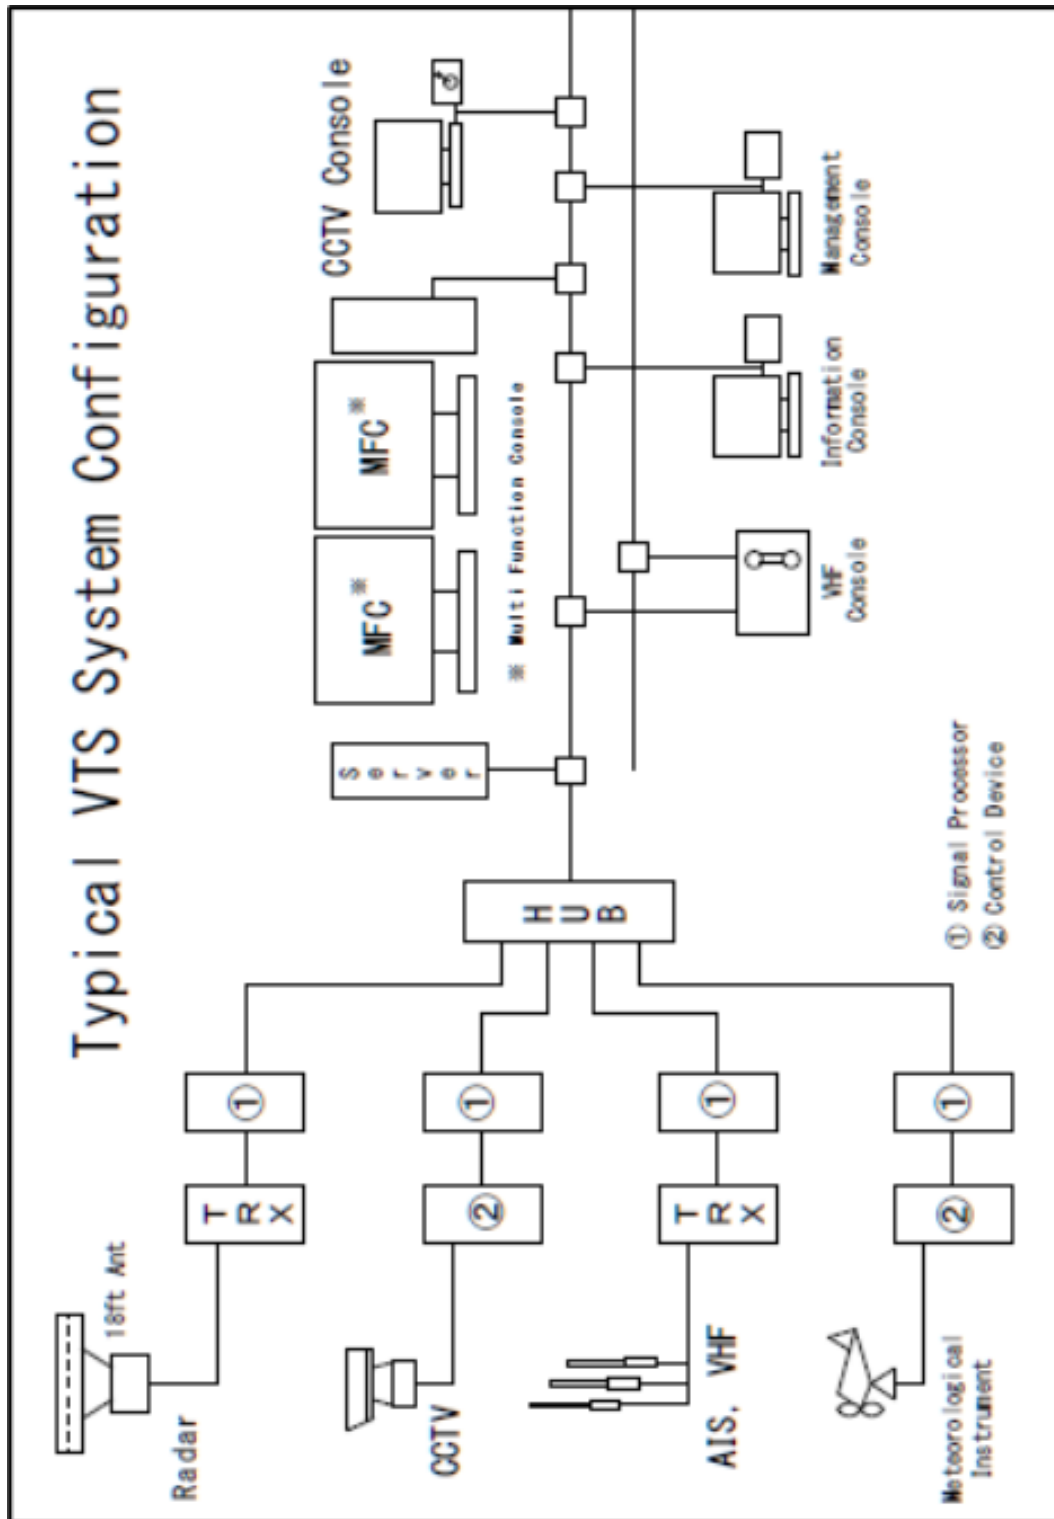 Typical VTS System Configuration
18ft Ant
Radar
TRX
①
CCTV
②
①
AIS, VHF
TRX
①
Meteorological
Instrument
②
①
HUB
Server
MFC※
MFC※
※ Multi Function Console
CCTV Console
VHF
Console
Information
Console
Management
Console
① Signal Processor
② Control Device